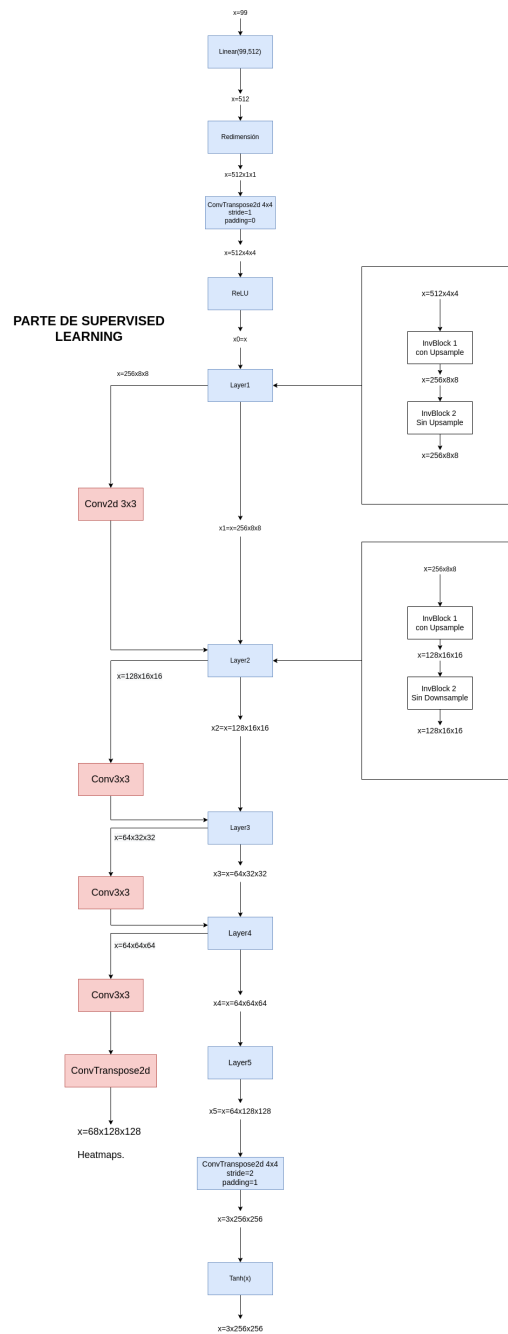 x=99
Linear(99,512)
x=512
Redimensión
x=512x1x1
ConvTranspose2d 4x4
stride=1
padding=0
x=512x4x4
ReLU
x0=x
PARTE DE SUPERVISED
LEARNING
x=256x8x8
Layer1
x=512x4x4
InvBlock 1
con Upsample
x=256x8x8
InvBlock 2
Sin Upsample
x=256x8x8
Conv2d 3x3
x1=x=256x8x8
Layer2
x=256x8x8
InvBlock 1
con Upsample
x=128x16x16
InvBlock 2
Sin Downsample
x=128x16x16
x=128x16x16
x2=x=128x16x16
Conv3x3
Layer3
x=64x32x32
x3=x=64x32x32
Conv3x3
Layer4
x=64x64x64
Conv3x3
x4=x=64x64x64
ConvTranspose2d
Layer5
x=68x128x128
Heatmaps.
x5=x=64x128x128
ConvTranspose2d 4x4
stride=2
padding=1
x=3x256x256
Tanh(x)
x=3x256x256